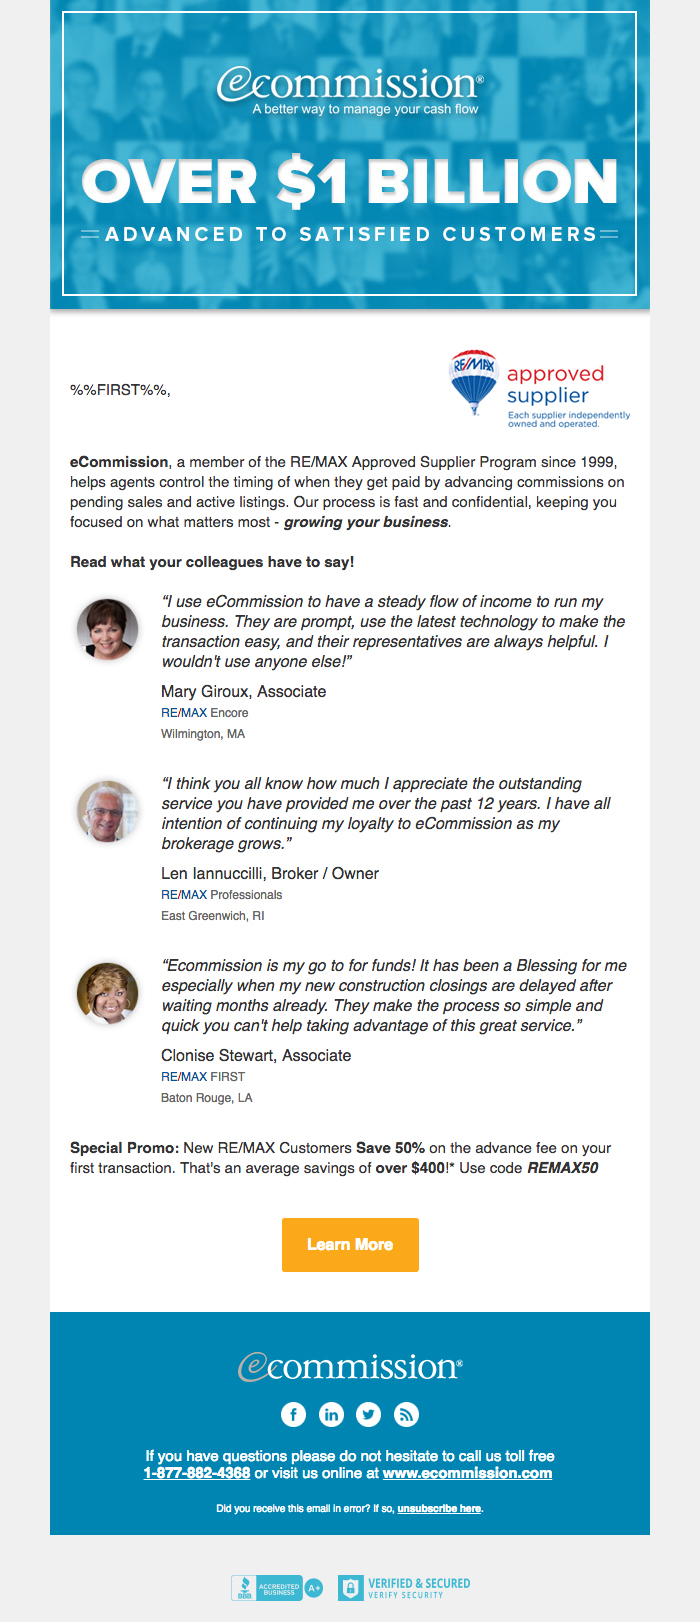 ecommission®
A better way to manage your cash flow
OVER $1 BILLION
ADVANCED TO SATISFIED CUSTOMERS
RE/MAX
approved
supplier
Each supplier independently
owned and operated.
%%FIRST%%,
eCommission, a member of the RE/MAX Approved Supplier Program since 1999,
helps agents control the timing of when they get paid by advancing commissions on
pending sales and active listings. Our process is fast and confidential, keeping you
focused on what matters most - growing your business.
Read what your colleagues have to say!
“I use eCommission to have a steady flow of income to run my
business. They are prompt, use the latest technology to make the
transaction easy, and their representatives are always helpful. I
wouldn't use anyone else!”
Mary Giroux, Associate
RE/MAX Encore
Wilmington, MA
“I think you all know how much I appreciate the outstanding
service you have provided me over the past 12 years. I have all
intention of continuing my loyalty to eCommission as my
brokerage grows.”
Len Iannuccilli, Broker / Owner
RE/MAX Professionals
East Greenwich, RI
“Ecommission is my go to for funds! It has been a Blessing for me
especially when my new construction closings are delayed after
waiting months already. They make the process so simple and
quick you can't help taking advantage of this great service.”
Clonise Stewart, Associate
RE/MAX FIRST
Baton Rouge, LA
Special Promo: New RE/MAX Customers Save 50% on the advance fee on your
first transaction. That's an average savings of over $400!* Use code REMAX50
Learn More
ecommission®
If you have questions please do not hesitate to call us toll free
1-877-882-4368 or visit us online at www.ecommission.com
Did you receive this email in error? If so, unsubscribe here.
BBB
ACCREDITED
BUSINESS
A+
VERIFIED & SECURED
VERIFY SECURITY